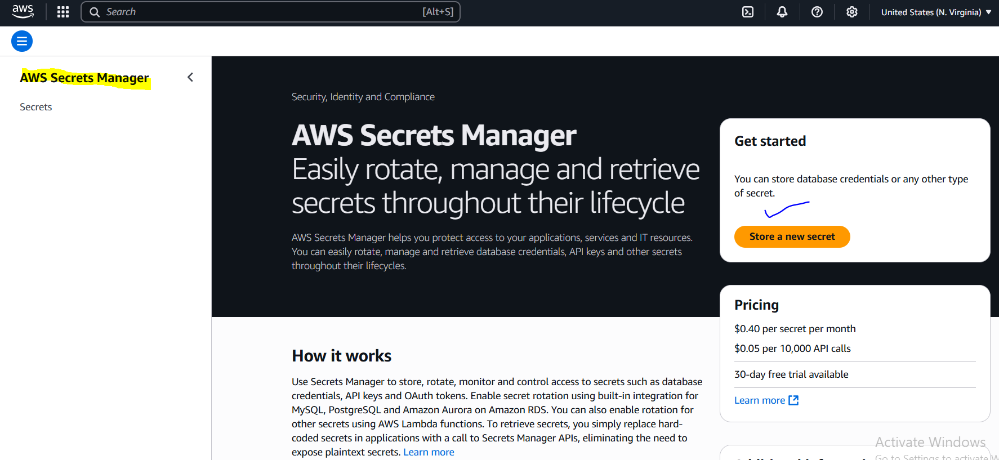 aws
Search [Alt+S]
United States (N. Virginia)
AWS Secrets Manager
Secrets
Security, Identity and Compliance
AWS Secrets Manager
Easily rotate, manage and retrieve
secrets throughout their lifecycle
AWS Secrets Manager helps you protect access to your applications, services and IT resources.
You can easily rotate, manage and retrieve database credentials, API keys and other secrets
throughout their lifecycles.
Get started
You can store database credentials or any other type
of secret.
Store a new secret
Pricing
$0.40 per secret per month
$0.05 per 10,000 API calls
30-day free trial available
Learn more
How it works
Use Secrets Manager to store, rotate, monitor and control access to secrets such as database
credentials, API keys and OAuth tokens. Enable secret rotation using built-in integration for
MySQL, PostgreSQL and Amazon Aurora on Amazon RDS. You can also enable rotation for
other secrets using AWS Lambda functions. To retrieve secrets, you simply replace hard-
coded secrets in applications with a call to Secrets Manager APIs, eliminating the need to
expose plaintext secrets. Learn more
Activate Windows
Go to Settings to activate W